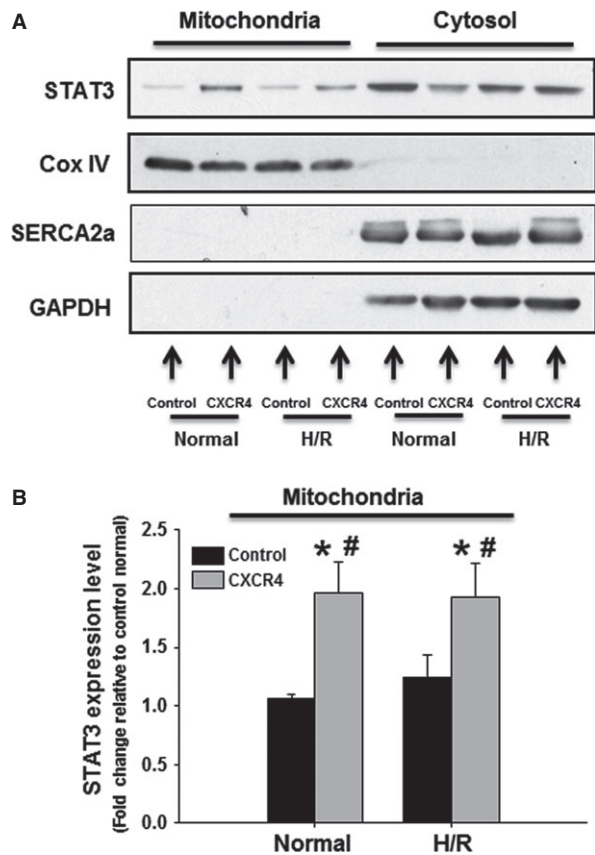 A
Mitochondria Cytosol
STAT3
Cox IV
SERCA2a
GAPDH
Control CXCR4 Control CXCR4 Control CXCR4 Control CXCR4
Normal H/R Normal H/R
B
Mitochondria
STAT3 expression level
(Fold change relative to control normal)
2.5
2.0
1.5
1.0
0.5
0.0
Control
CXCR4
* # * #
Normal H/R